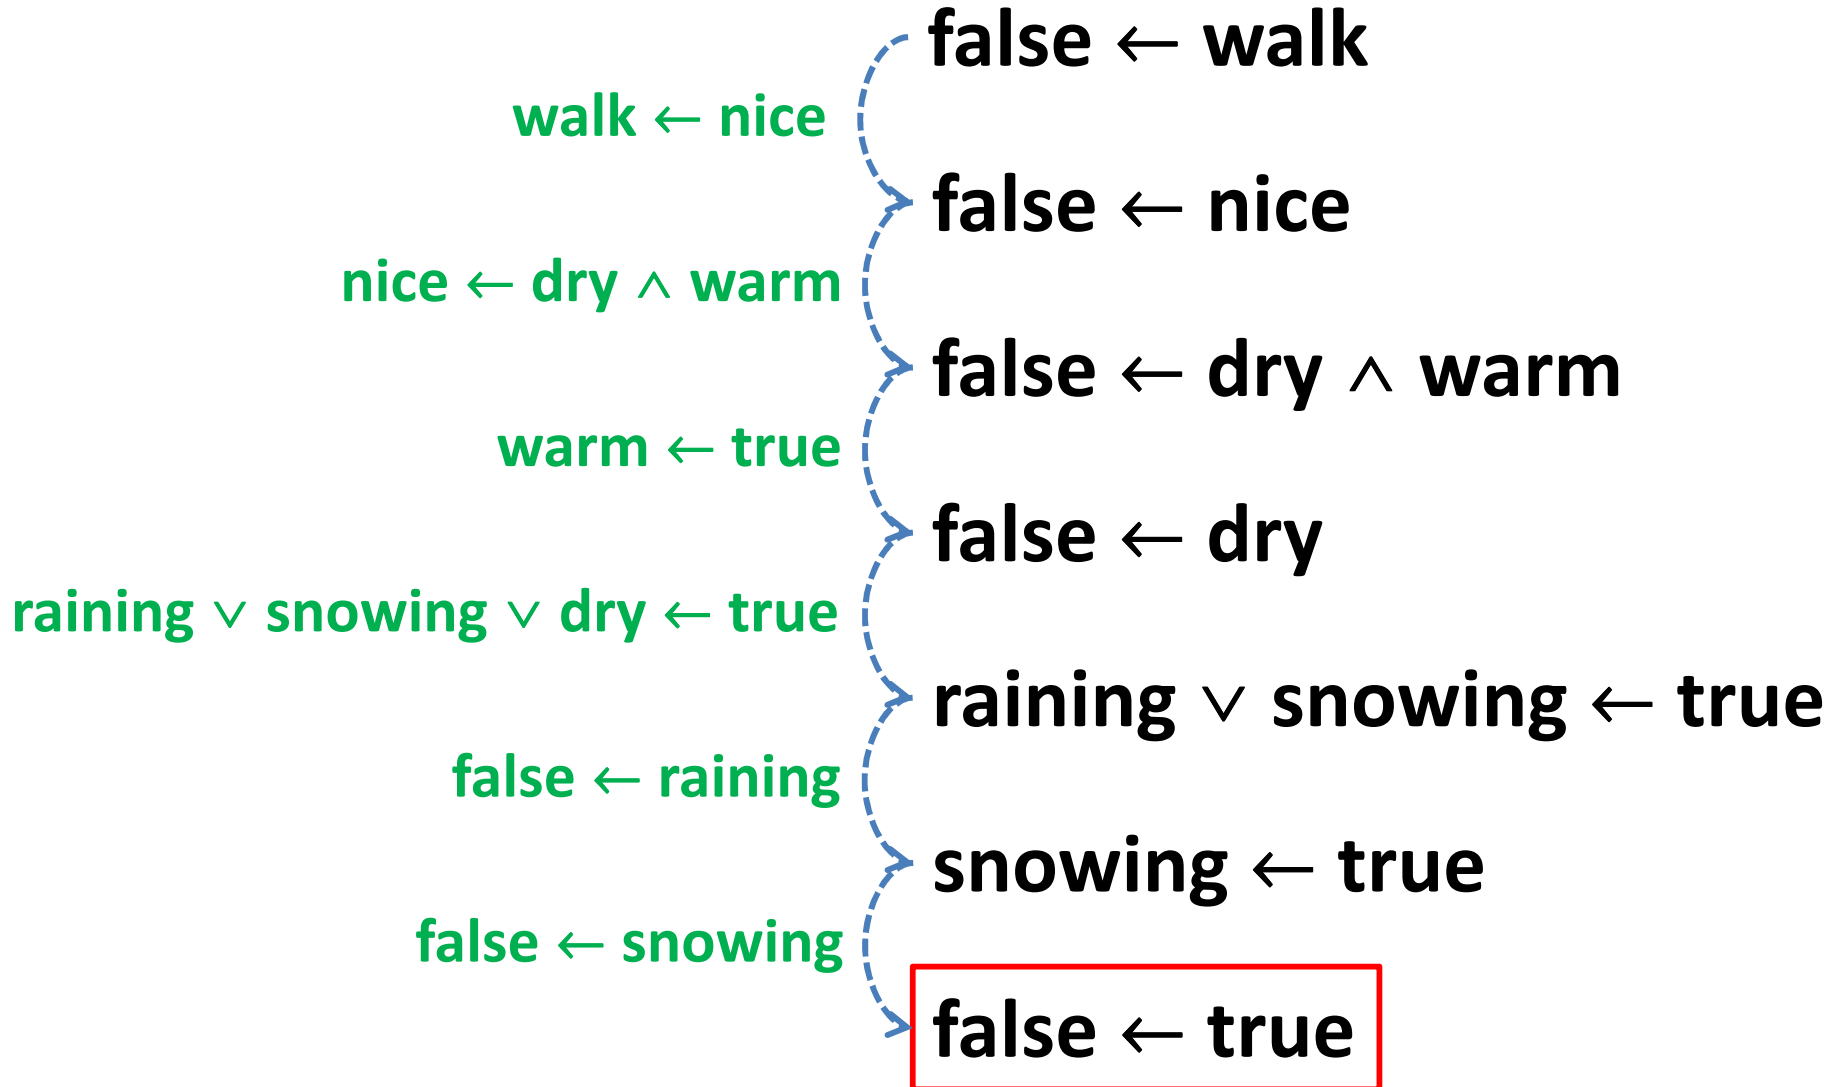 false ← walk
walk ← nice
false ← nice
nice ← dry ∧ warm
false ← dry ∧ warm
warm ← true
false ← dry
raining ∨ snowing ∨ dry ← true
raining ∨ snowing ← true
false ← raining
snowing ← true
false ← snowing
false ← true